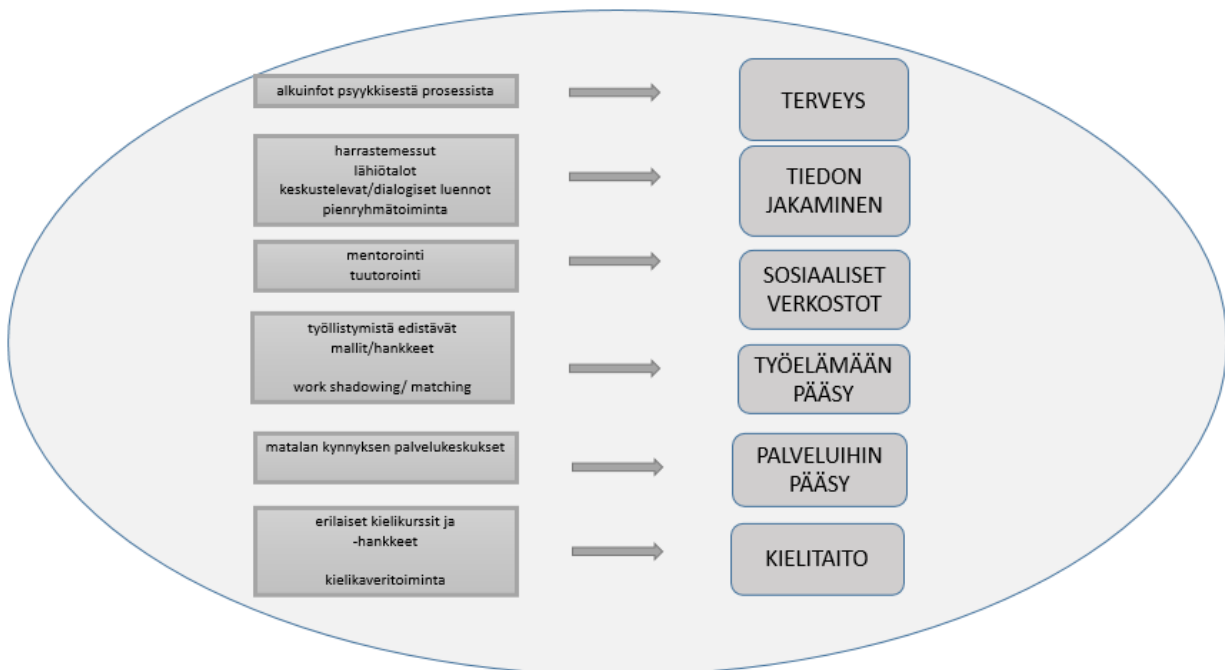 alkuinfot psyykkisestä prosessista
TERVEYS
harrastemessut
lähiötalot
keskustelevat/dialogiset luennot
pienryhmätoiminta
TIEDON
JAKAMINEN
mentorointi
tuutorointi
SOSIAALISET
VERKOSTOT
työllistymistä edistävät
mallit/hankkeet
work shadowing/ matching
TYÖELÄMÄÄN
PÄÄSY
matalan kynnyksen palvelukeskukset
PALVELUIHIN
PÄÄSY
erilaiset kielikurssit ja
-hankkeet
kielikaveritoiminta
KIELITAITO